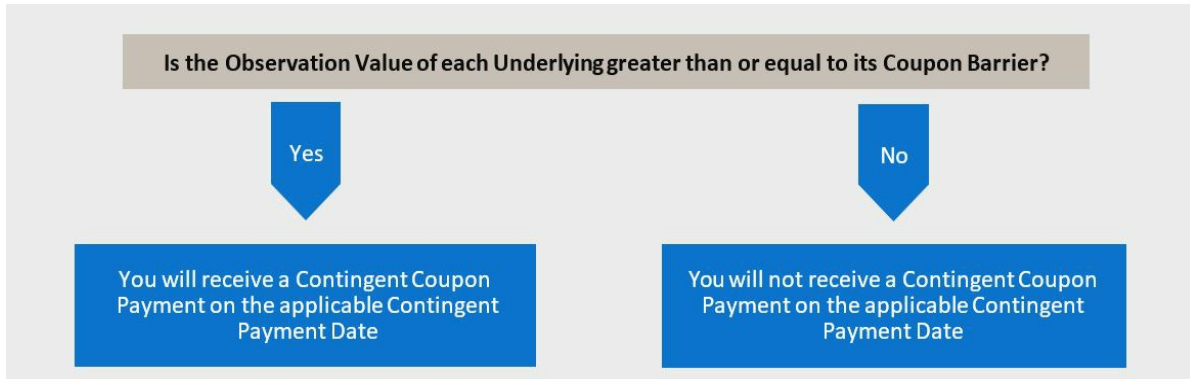 Is the Observation Value of each Underlying greater than or equal to its Coupon Barrier?
Yes
No
You will receive a Contingent Coupon
Payment on the applicable Contingent
Payment Date
You will not receive a Contingent Coupon
Payment on the applicable Contingent
Payment Date